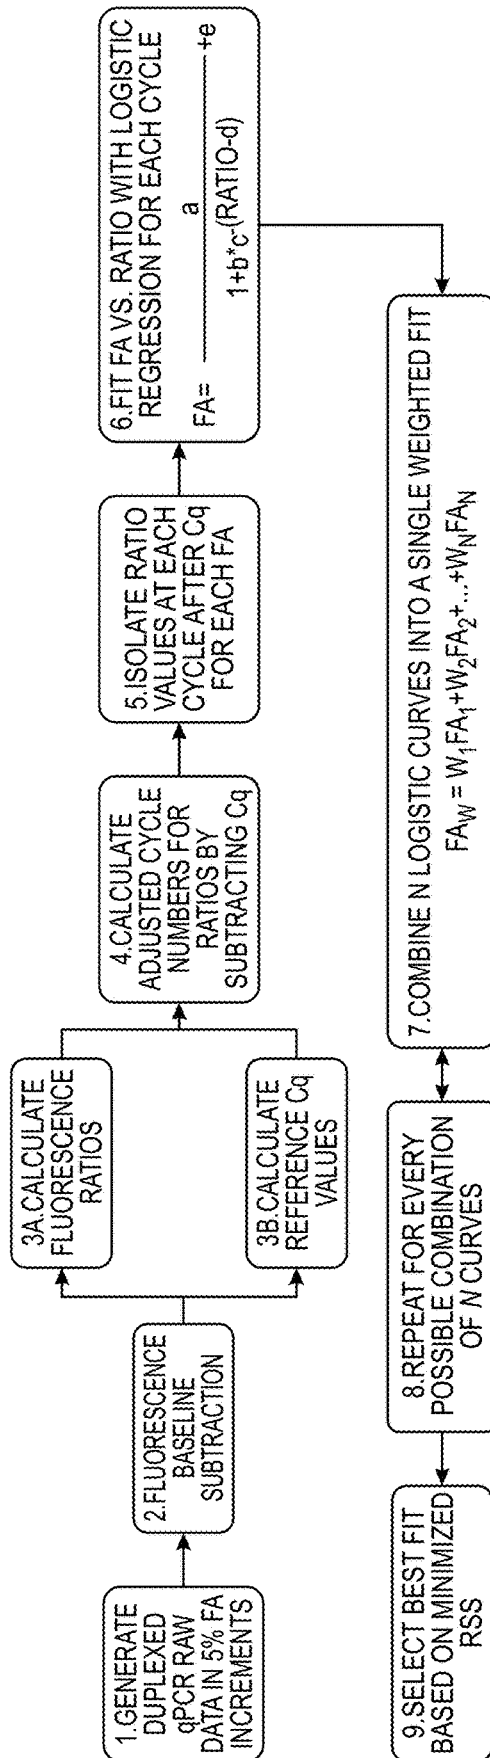 1.GENERATE
DUPLEXED
qPCR RAW
DATA IN 5% FA
INCREMENTS
2.FLUORESCENCE
BASELINE
SUBTRACTION
3A.CALCULATE
FLUORESCENCE
RATIOS
3B.CALCULATE
REFERENCE Cq
VALUES
4.CALCULATE
ADJUSTED CYCLE
NUMBERS FOR
RATIOS BY
SUBTRACTING Cq
5.ISOLATE RATIO
VALUES AT EACH
CYCLE AFTER Cq
FOR EACH FA
6.FIT FA VS. RATIO WITH LOGISTIC
REGRESSION FOR EACH CYCLE
a
FA= +e
1+b*c-(RATIO-d)
7.COMBINE N LOGISTIC CURVES INTO A SINGLE WEIGHTED FIT
FAW = W1FA1+W2FA2+...+WNFAN
8.REPEAT FOR EVERY
POSSIBLE COMBINATION
OF N CURVES
9.SELECT BEST FIT
BASED ON MINIMIZED
RSS